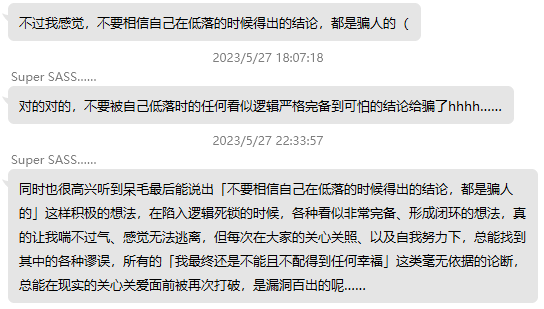 不过我感觉，不要相信自己在低落的时候得出的结论，都是骗人的（
2023/5/27 18:07:18
Super SASS......
对的对的，不要被自己低落时的任何看似逻辑严格完备到可怕的结论给骗了hhhh......
2023/5/27 22:33:57
Super SASS......
同时也很高兴听到呆毛最后能说出「不要相信自己在低落的时候得出的结论，都是骗人
的」这样积极的想法，在陷入逻辑死锁的时候，各种看似非常完备、形成闭环的想法，真
的让我喘不过气、感觉无法逃离，但每次在大家的关心关照、以及自我努力下，总能找到
其中的各种谬误，所有的「我最终还是不能且不配得到任何幸福」这类毫无依据的论断，
总能在现实的关心关爱面前被再次打破，是漏洞百出的呢......